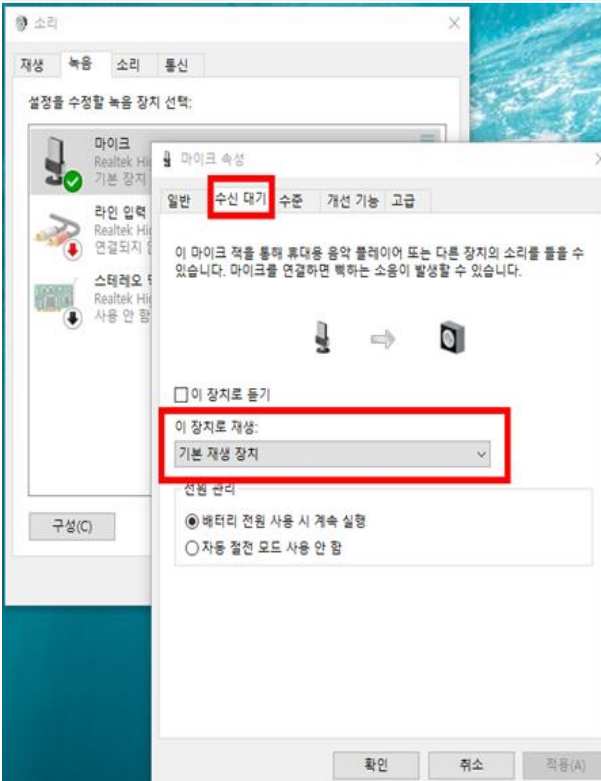 소리
재생 녹음 소리 통신
설정을 수정할 녹음 장치 선택:
마이크
Realtek
기본 장치
라인 입력
Realtek
연결되지
스테레오
Realtek
사용 안 함
구성(C)
마이크 속성
일반 수신 대기 수준 개선 기능 고급
이 마이크 잭을 통해 휴대용 음악 플레이어 또는 다른 장치의 소리를 들을 수
있습니다. 마이크를 연결하면 삑하는 소음이 발생할 수 있습니다.
이 장치로 듣기
이 장치로 재생:
기본 재생 장치
전원 관리
배터리 전원 사용 시 계속 실행
자동 절전 모드 사용 안 함
확인 취소 적용(A)